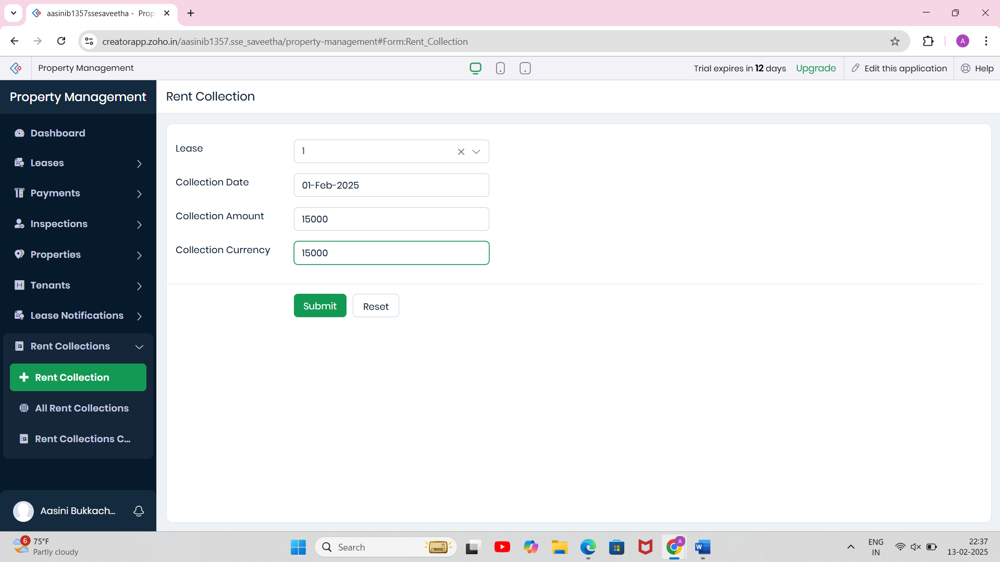 aasinib1357ssesaveetha - Prop
creatorapp.zoho.in/aasinib1357.sse_saveetha/property-management#Form:Rent_Collection
A
Property Management
Trial expires in 12 days
Upgrade
Edit this application
Help
Property Management
Rent Collection
Dashboard
Leases
Payments
Inspections
Properties
Tenants
Lease Notifications
Rent Collections
Rent Collection
All Rent Collections
Rent Collections C...
Aasini Bukkach...
Lease
1
Collection Date
01-Feb-2025
Collection Amount
15000
Collection Currency
15000
Submit
Reset
6
75°F
Partly cloudy
Search
A
W
ENG
IN
22:37
13-02-2025